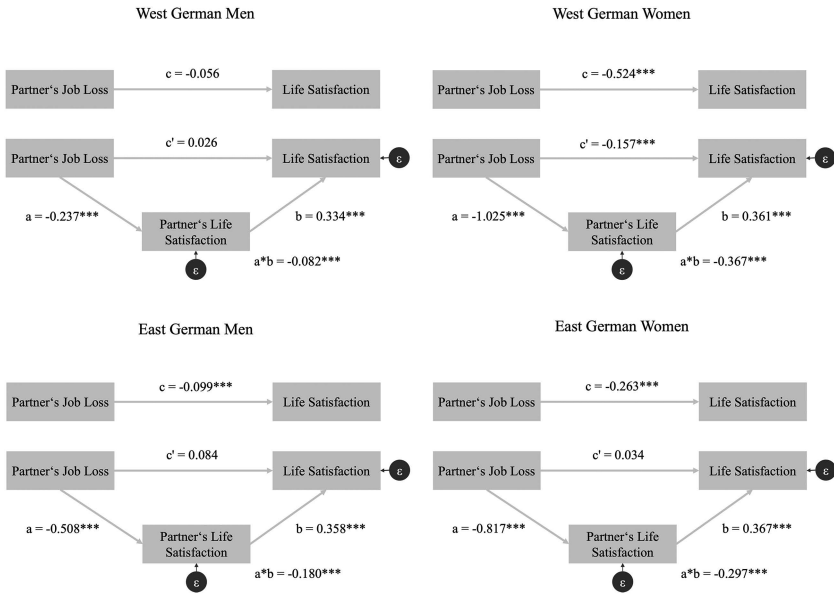 West German Men
c = -0.056
Partner‘s Job Loss
Life Satisfaction
c' = 0.026
Partner‘s Job Loss
Life Satisfaction
ε
a = -0.237***
b = 0.334***
Partner‘s Life
Satisfaction
a*b = -0.082***
ε
West German Women
c = -0.524***
Partner‘s Job Loss
Life Satisfaction
c' = -0.157***
Partner‘s Job Loss
Life Satisfaction
ε
a = -1.025***
b = 0.361***
Partner‘s Life
Satisfaction
a*b = -0.367***
ε
East German Men
c = -0.099***
Partner‘s Job Loss
Life Satisfaction
c' = 0.084
Partner‘s Job Loss
Life Satisfaction
ε
a = -0.508***
b = 0.358***
Partner‘s Life
Satisfaction
a*b = -0.180***
ε
East German Women
c = -0.263***
Partner‘s Job Loss
Life Satisfaction
c' = 0.034
Partner‘s Job Loss
Life Satisfaction
ε
a = -0.817***
b = 0.367***
Partner‘s Life
Satisfaction
a*b = -0.297***
ε